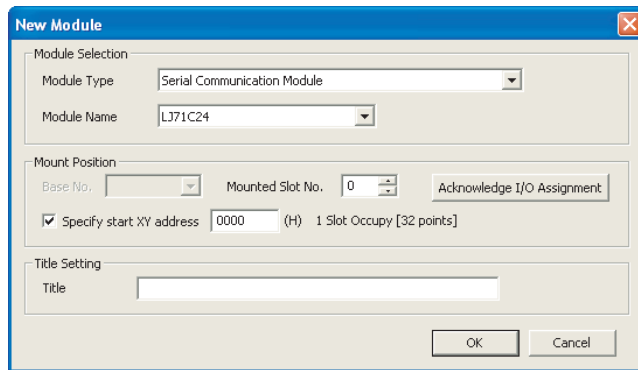 New Module
Module Selection
Module Type Serial Communication Module
Module Name LJ71C24
Mount Position
Base No. Mounted Slot No. 0 Acknowledge I/O Assignment
Specify start XY address 0000 (H) 1 Slot Occupy [32 points]
Title Setting
Title
OK Cancel